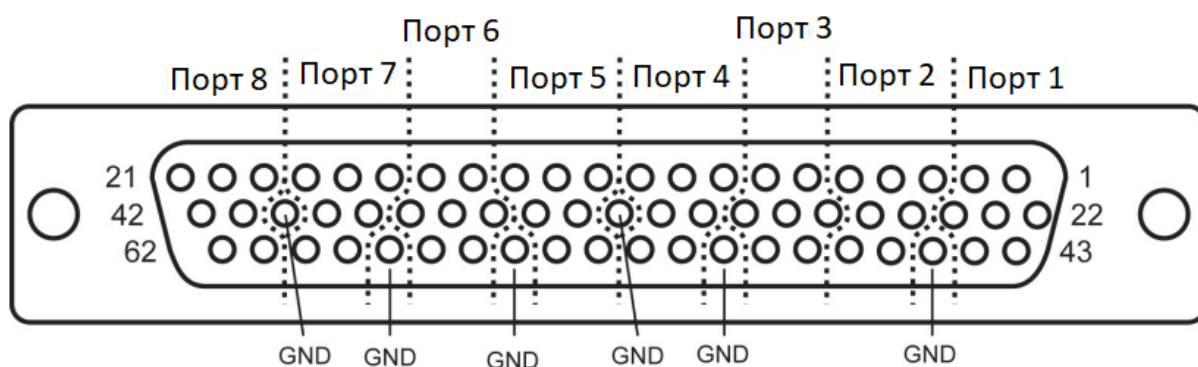 Порт 6
Порт 3
Порт 8
Порт 7
Порт 5
Порт 4
Порт 2
Порт 1
21
1
42
22
62
43
GND
GND
GND
GND
GND
GND